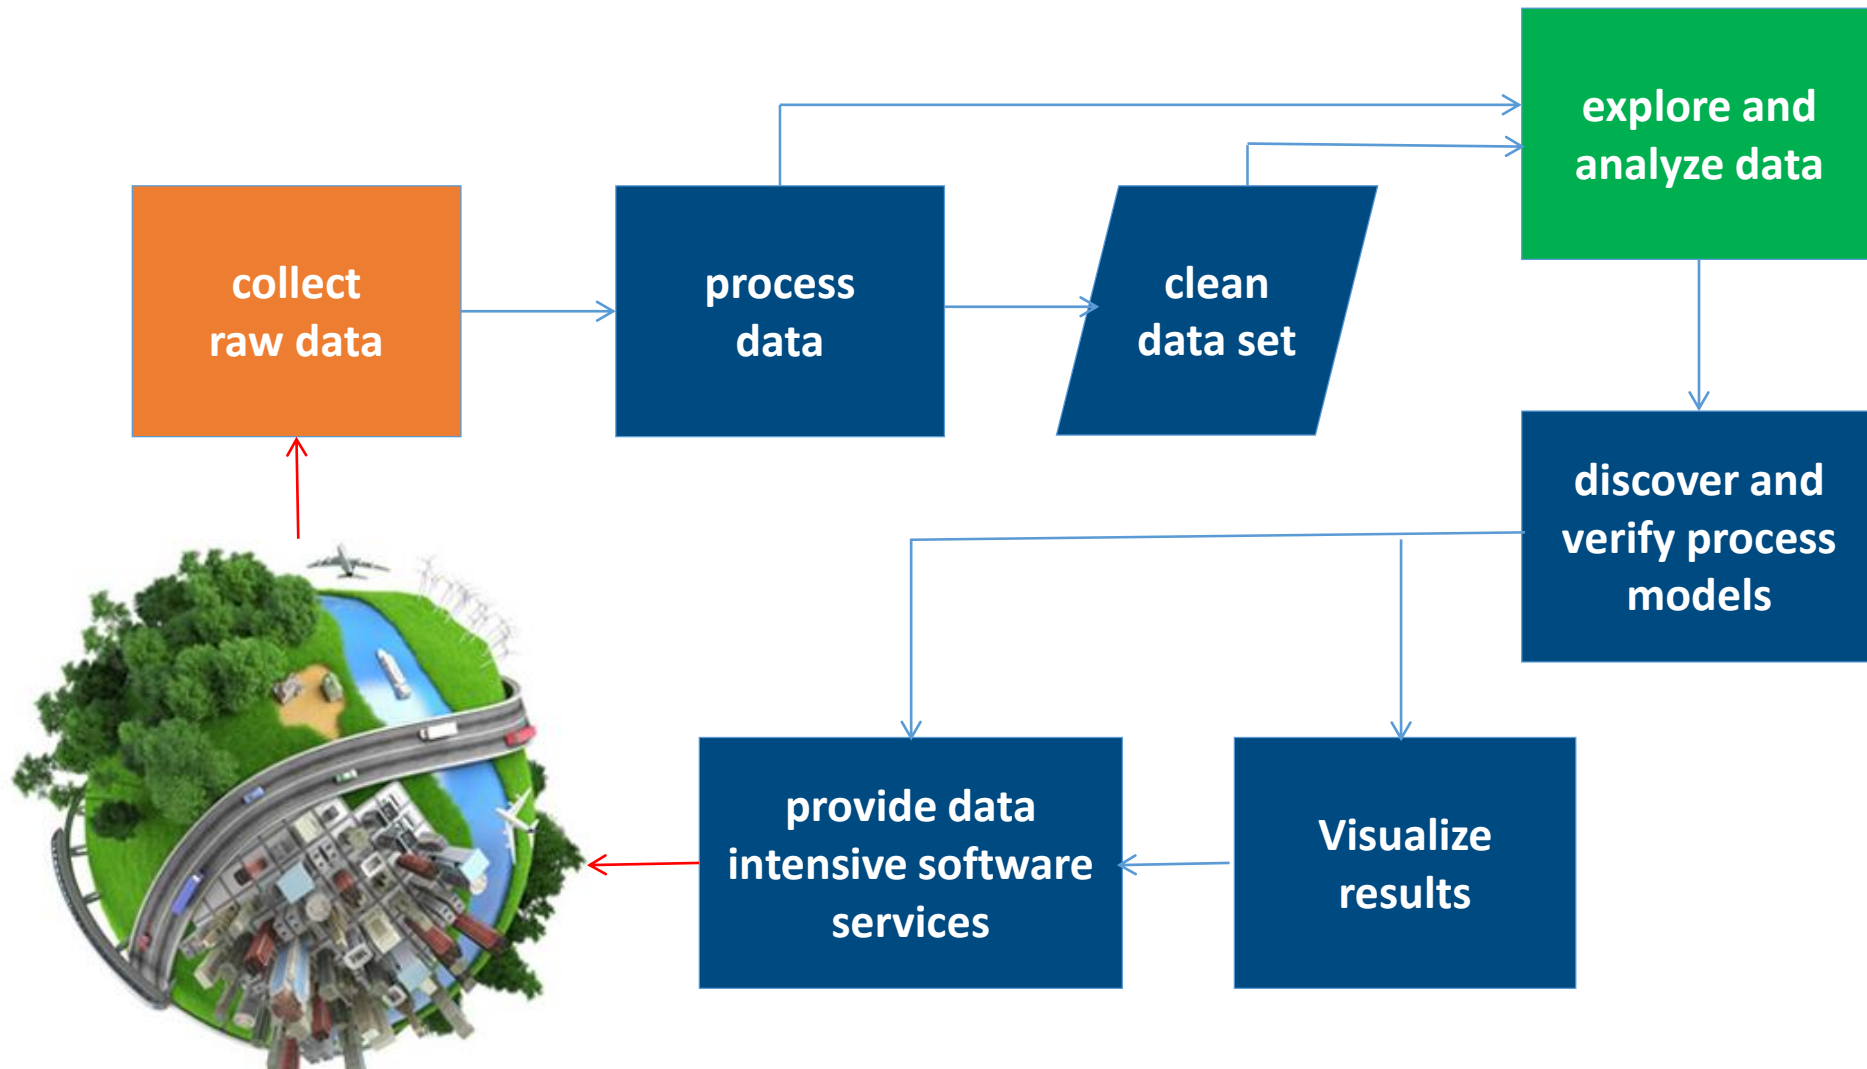 collect
raw data
process
data
clean
data set
explore and
analyze data
discover and
verify process
models
provide data
intensive software
services
Visualize
results